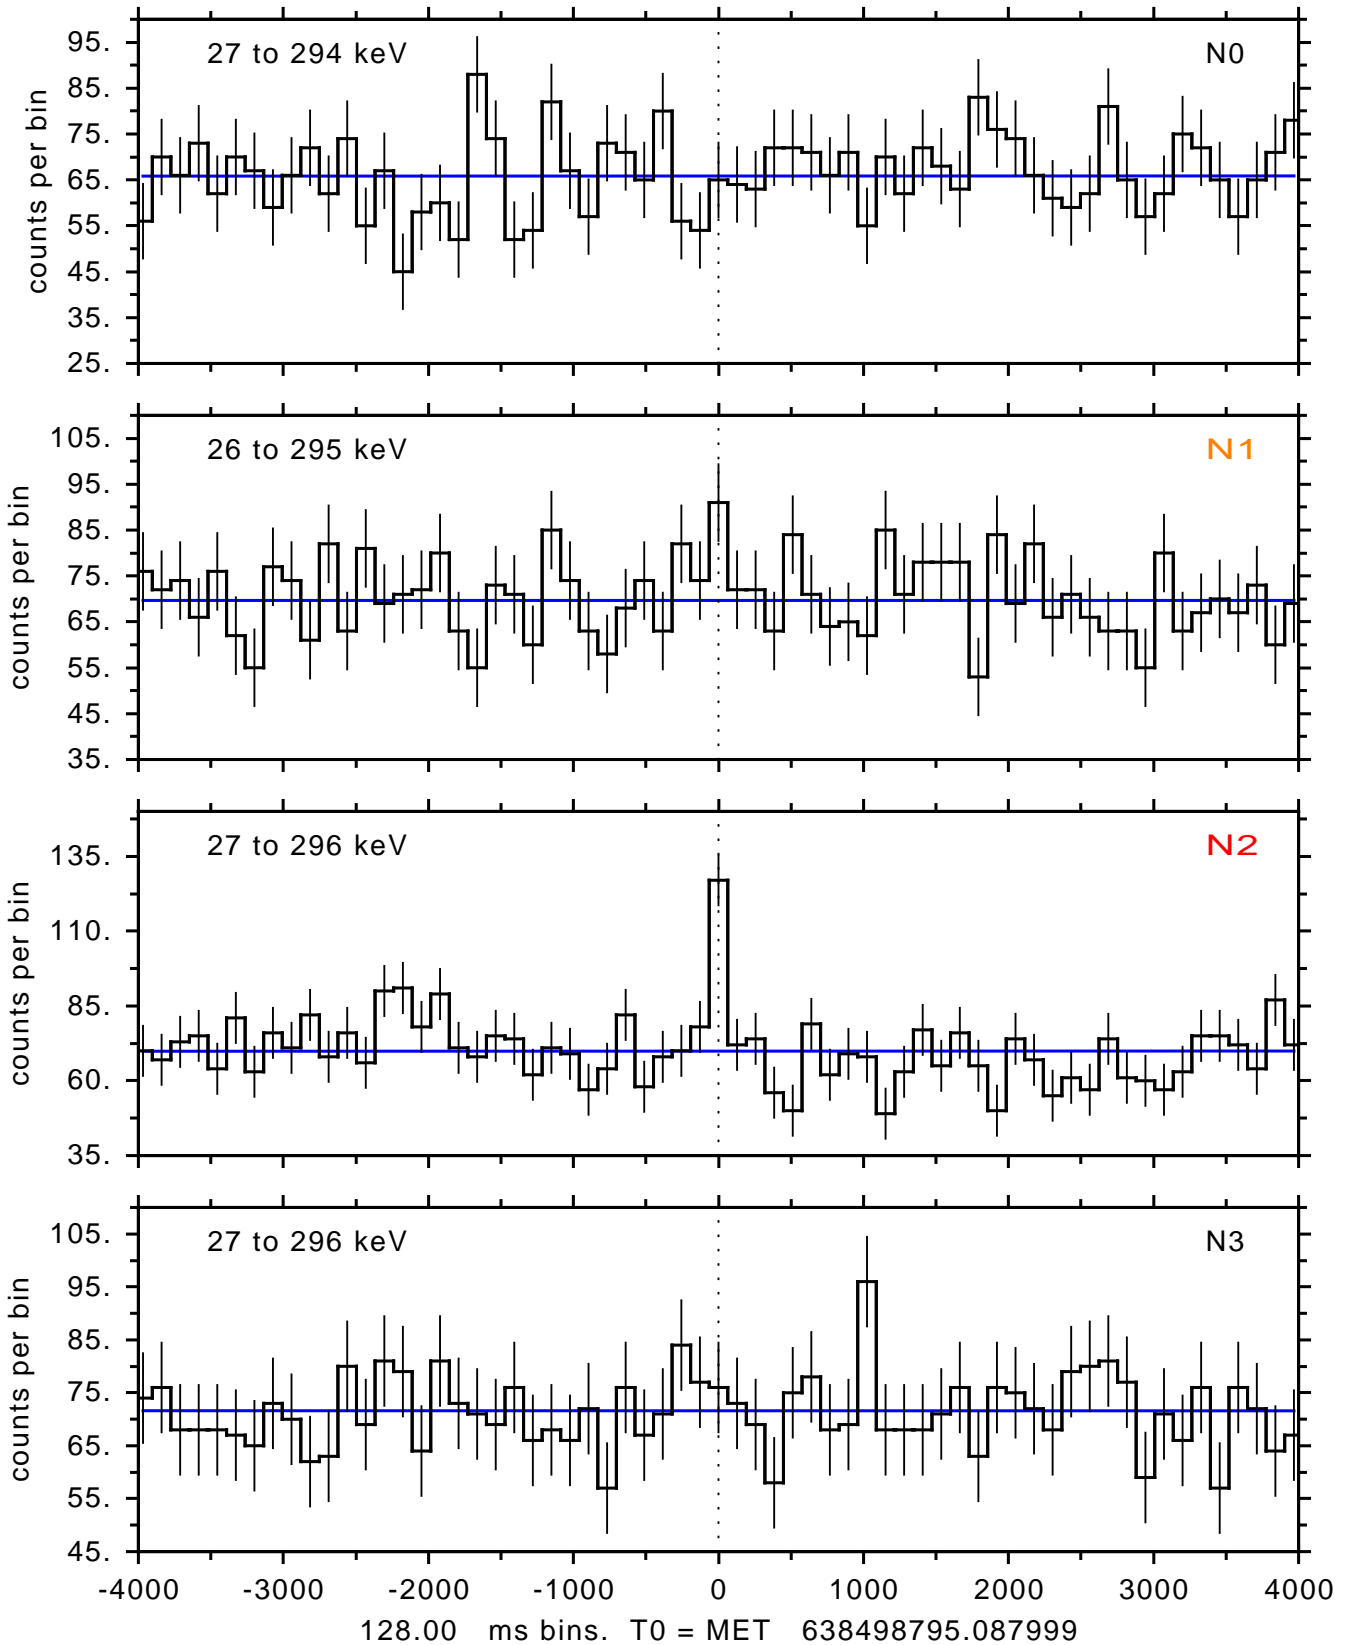 27 to 294 keV N0
95.
85.
75.
65.
55.
45.
35.
25.
counts per bin
26 to 295 keV N1
105.
95.
85.
75.
65.
55.
45.
35.
counts per bin
27 to 296 keV N2
135.
110.
85.
60.
35.
counts per bin
27 to 296 keV N3
105.
95.
85.
75.
65.
55.
45.
counts per bin
-4000 -3000 -2000 -1000 0 1000 2000 3000 4000
128.00 ms bins. T0 = MET 638498795.087999